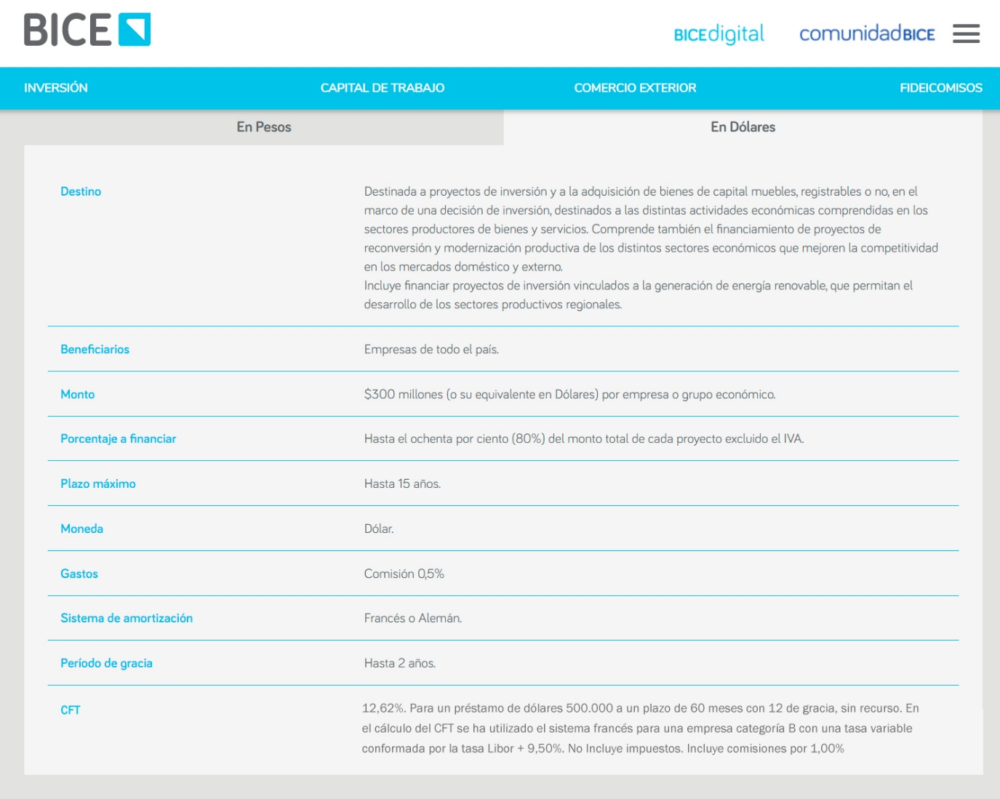 BICE
BICEdigital
comunidadBICE
INVERSIÓN
CAPITAL DE TRABAJO
COMERCIO EXTERIOR
FIDEICOMISOS
En Pesos
En Dólares
Destino
Destinada a proyectos de inversión y a la adquisición de bienes de capital muebles, registrables o no, en el
marco de una decisión de inversión, destinados a las distintas actividades económicas comprendidas en los
sectores productores de bienes y servicios. Comprende también el financiamiento de proyectos de
reconversión y modernización productiva de los distintos sectores económicos que mejoren la competitividad
en los mercados doméstico y externo.
Incluye financiar proyectos de inversión vinculados a la generación de energía renovable, que permitan el
desarrollo de los sectores productivos regionales.
Beneficiarios
Empresas de todo el país.
Monto
$300 millones (o su equivalente en Dólares) por empresa o grupo económico.
Porcentaje a financiar
Hasta el ochenta por ciento (80%) del monto total de cada proyecto excluido el IVA.
Plazo máximo
Hasta 15 años.
Moneda
Dólar.
Gastos
Comisión 0,5%
Sistema de amortización
Francés o Alemán.
Período de gracia
Hasta 2 años.
CFT
12,62%. Para un préstamo de dólares 500.000 a un plazo de 60 meses con 12 de gracia, sin recurso. En
el cálculo del CFT se ha utilizado el sistema francés para una empresa categoría B con una tasa variable
conformada por la tasa Libor + 9,50%. No Incluye impuestos. Incluye comisiones por 1,00%